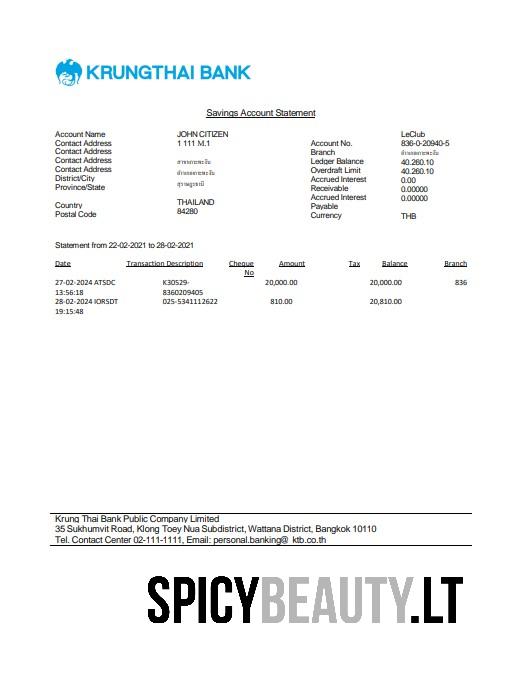 KRUNGTHAI BANK
Savings Account Statement
Account Name JOHN CITIZEN LeClub
Contact Address 1 111 M.1 Account No. 836-0-20940-5
Contact Address Branch
Contact Address Ledger Balance 40.260.10
Contact Address Overdraft Limit 40.260.10
District/City Accrued Interest 0.00
Province/State Receivable 0.00000
Accrued Interest 0.00000
Country THAILAND Payable
Postal Code 84280 Currency THB
Statement from 22-02-2021 to 28-02-2021
Date Transaction Description Cheque No Amount Tax Balance Branch
27-02-2024 ATSDC K30529- 20,000.00 20,000.00 836
13:56:18 8360209405
28-02-2024 IORSDT 025-5341112622 810.00 20,810.00
19:15:48
Krung Thai Bank Public Company Limited
35 Sukhumvit Road, Klong Toey Nua Subdistrict, Wattana District, Bangkok 10110
Tel. Contact Center 02-111-1111, Email: personal.banking@ ktb.co.th
SPICYBEAUTY.LT